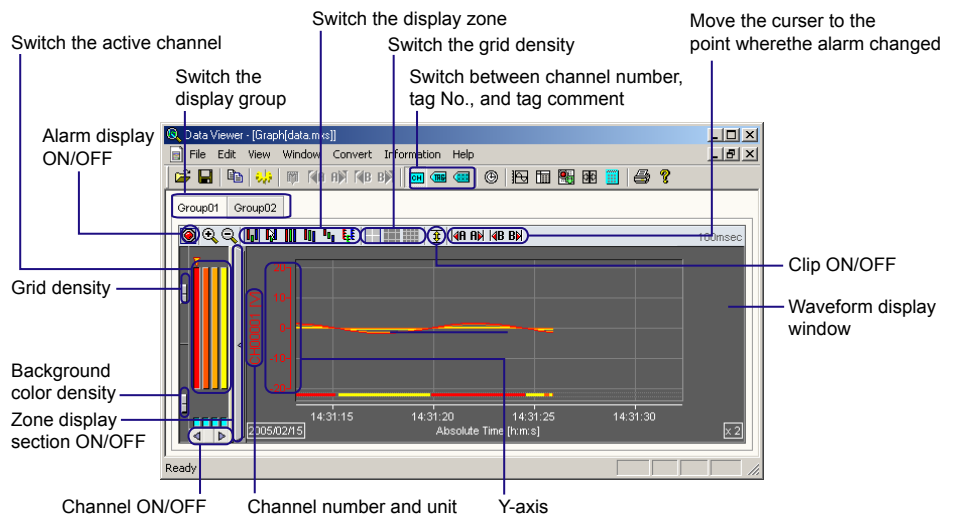 Switch the display zone
Move the curser to the
point wherethe alarm changed
Switch the active channel
Switch the grid density
Switch the
display group
Switch between channel number,
tag No., and tag comment
Alarm display
ON/OFF
Data Viewer - [Graph[data.mxs]]
File Edit View Window Convert Information Help
CH TAG
Group01 Group02
100msec
Clip ON/OFF
Grid density
Waveform display
window
20
10
0
-10
-20
Background
color density
Zone display
section ON/OFF
14:31:15 14:31:20 14:31:25 14:31:30
2005/02/15 Absolute Time [h:m:s] x 2
Ready
Channel ON/OFF Channel number and unit Y-axis